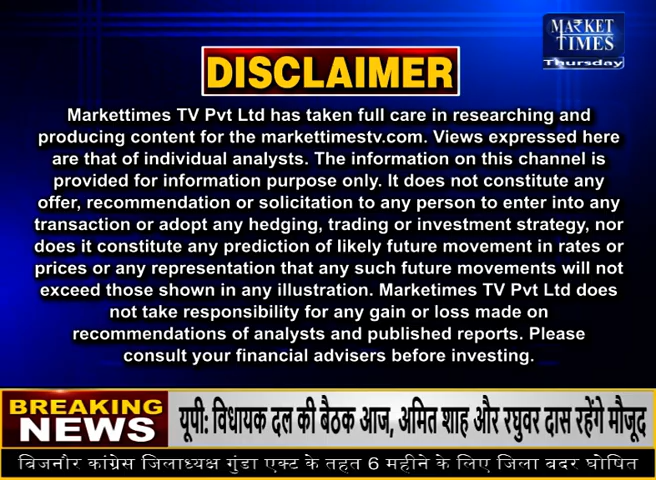 MARKET
TIMES
Thursday
DISCLAIMER
Markettimes TV Pvt Ltd has taken full care in researching and
producing content for the markettimestv.com. Views expressed here
are that of individual analysts. The information on this channel is
provided for information purpose only. It does not constitute any
offer, recommendation or solicitation to any person to enter into any
transaction or adopt any hedging, trading or investment strategy, nor
does it constitute any prediction of likely future movement in rates or
prices or any representation that any such future movements will not
exceed those shown in any illustration. Marketimes TV Pvt Ltd does
not take responsibility for any gain or loss made on
recommendations of analysts and published reports. Please
consult your financial advisers before investing.
BREAKING
NEWS
यूपी: विधायक दल की बैठक आज, अमित शाह और रघुवर दास रहेंगे मौजूद
बिजनौर कांग्रेस जिलाध्यक्ष गुंडा एक्ट के तहत 6 महीने के लिए जिला बदर घोषित